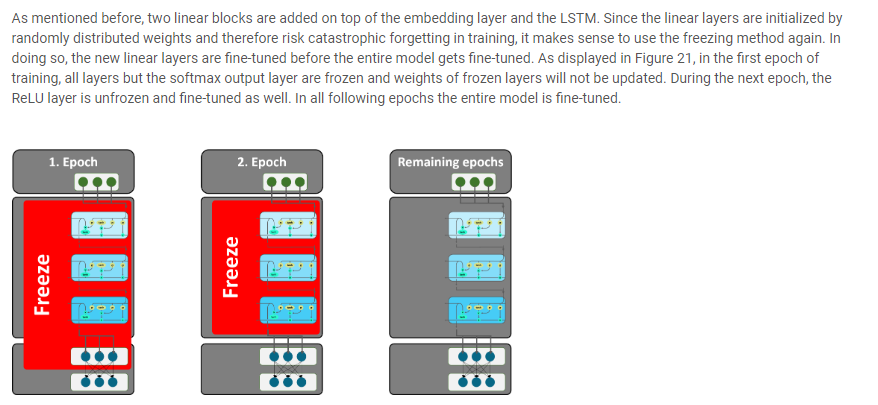 As mentioned before, two linear blocks are added on top of the embedding layer and the LSTM. Since the linear layers are initialized by
randomly distributed weights and therefore risk catastrophic forgetting in training, it makes sense to use the freezing method again. In
doing so, the new linear layers are fine-tuned before the entire model gets fine-tuned. As displayed in Figure 21, in the first epoch of
training, all layers but the softmax output layer are frozen and weights of frozen layers will not be updated. During the next epoch, the
ReLU layer is unfrozen and fine-tuned as well. In all following epochs the entire model is fine-tuned.
1. Epoch
2. Epoch
Remaining epochs
Freeze
Freeze